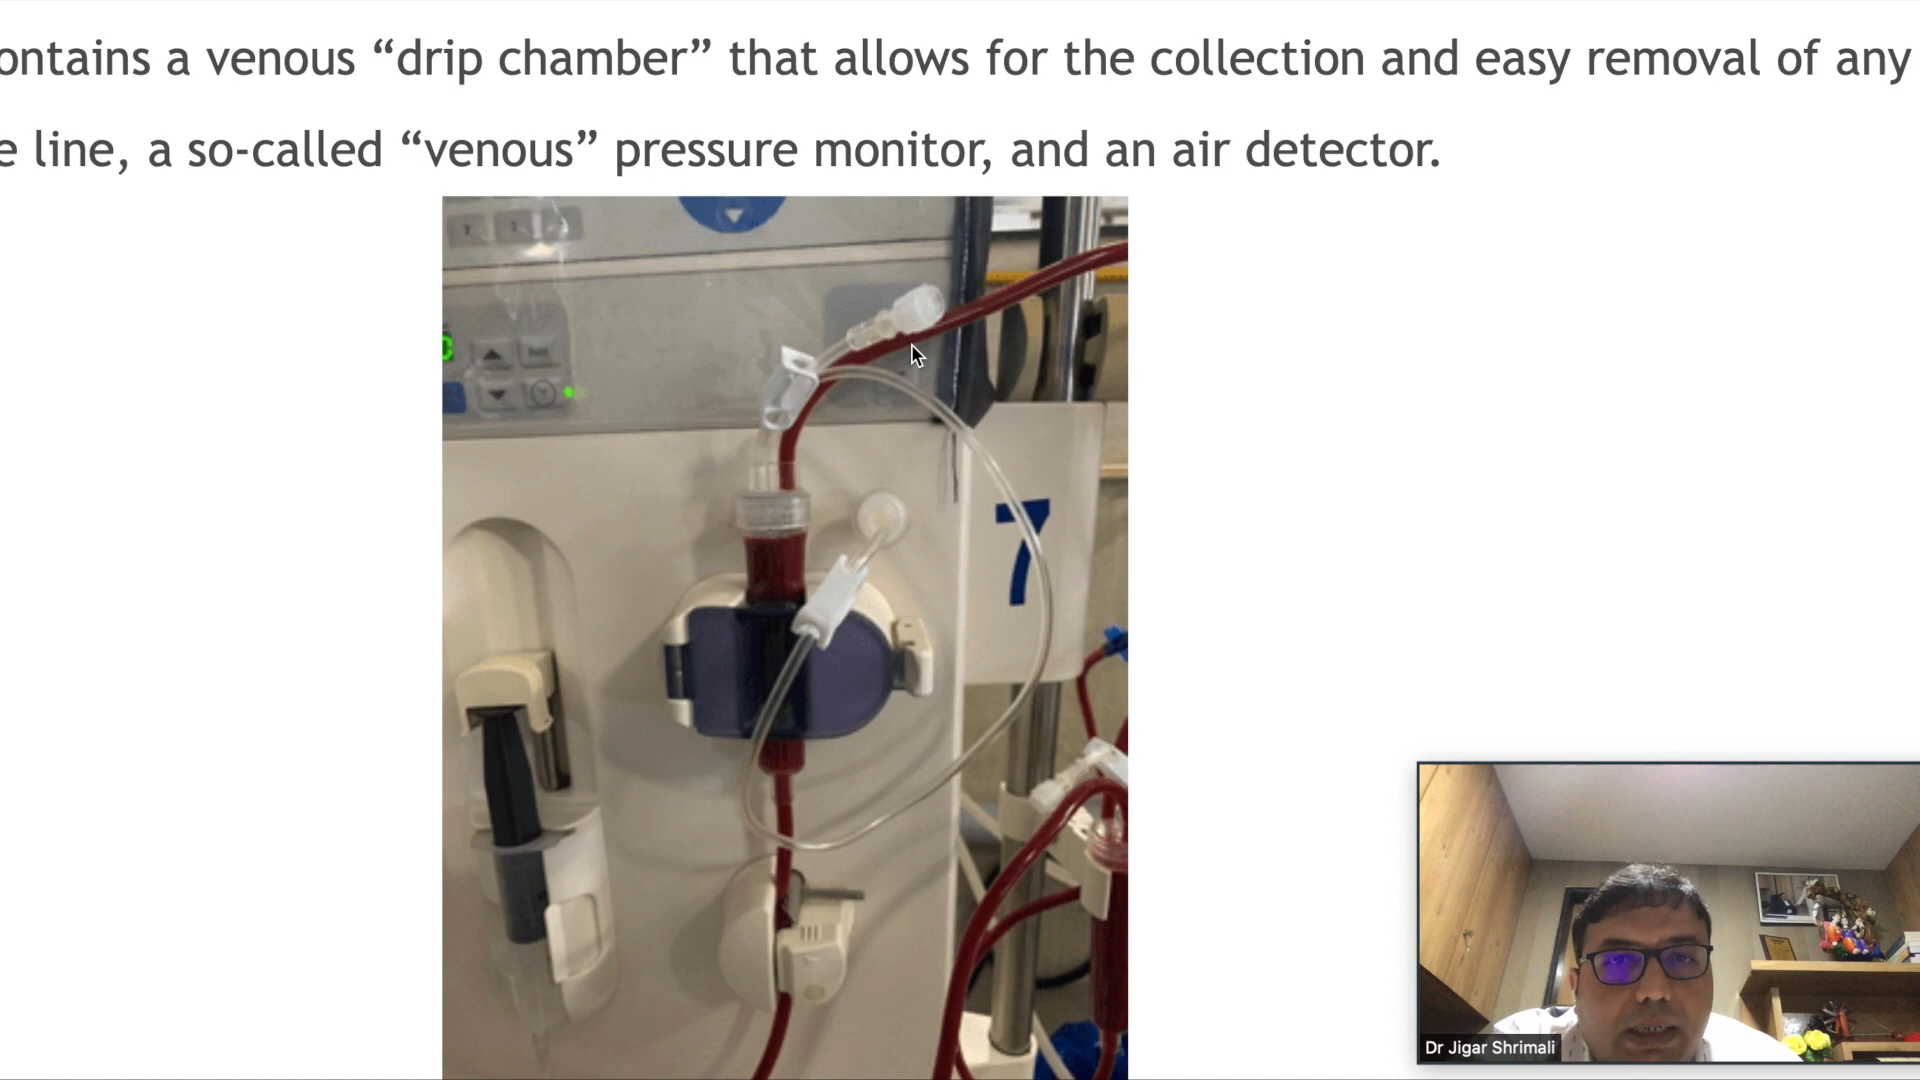 ontains a venous “drip chamber” that allows for the collection and easy removal of any
e line, a so-called “venous” pressure monitor, and an air detector.
7
Dr Jigar Shrimali